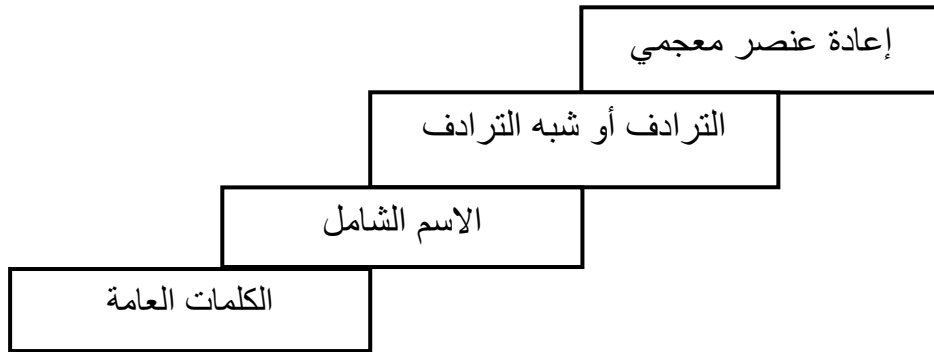 إعادة عنصر معجمي
الترادف أو شبه الترادف
الاسم الشامل
الكلمات العامة